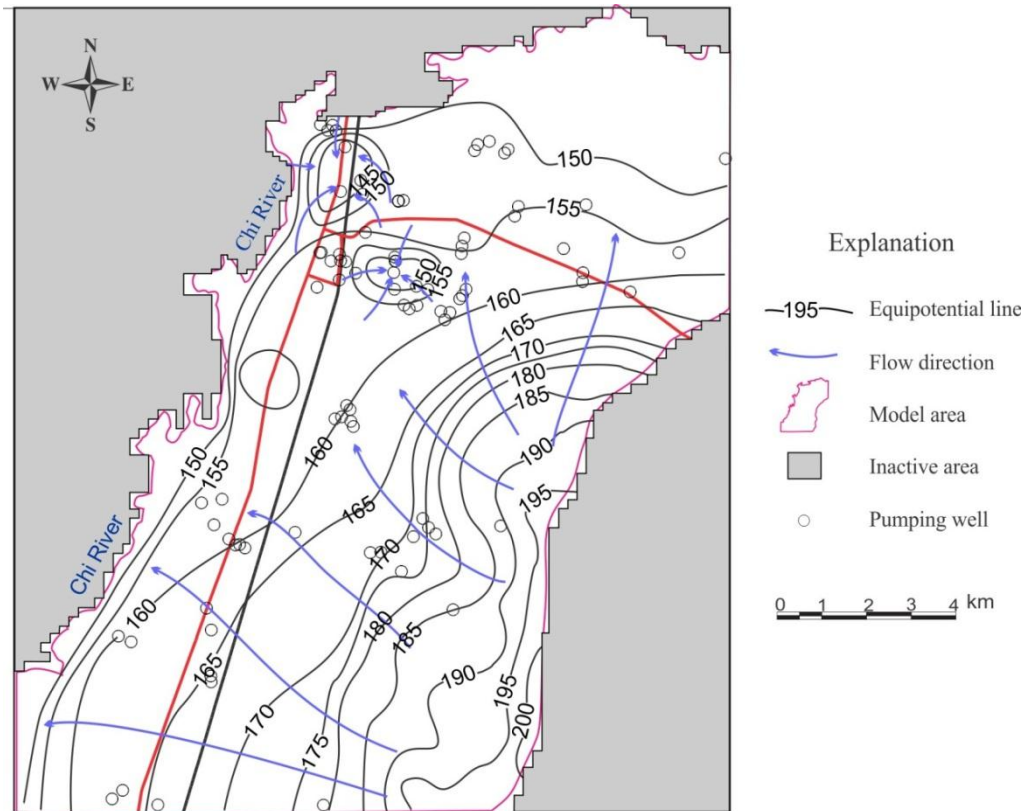 N
W E
S
150
145
150
155
Chi River
150
155
160
165
170
180
185
160
190
195
150
155
165
Chi River
170
160
180
185
165
190
195
170
200
175
Explanation
195 Equipotential line
Flow direction
Model area
Inactive area
Pumping well
0 1 2 3 4 km